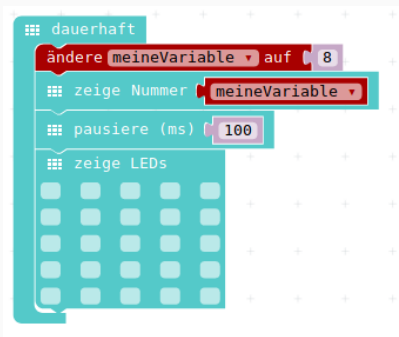 dauerhaft
ändere meineVariable ▾ auf 8
zeige Nummer meineVariable ▾
pausiere (ms) 100
zeige LEDs